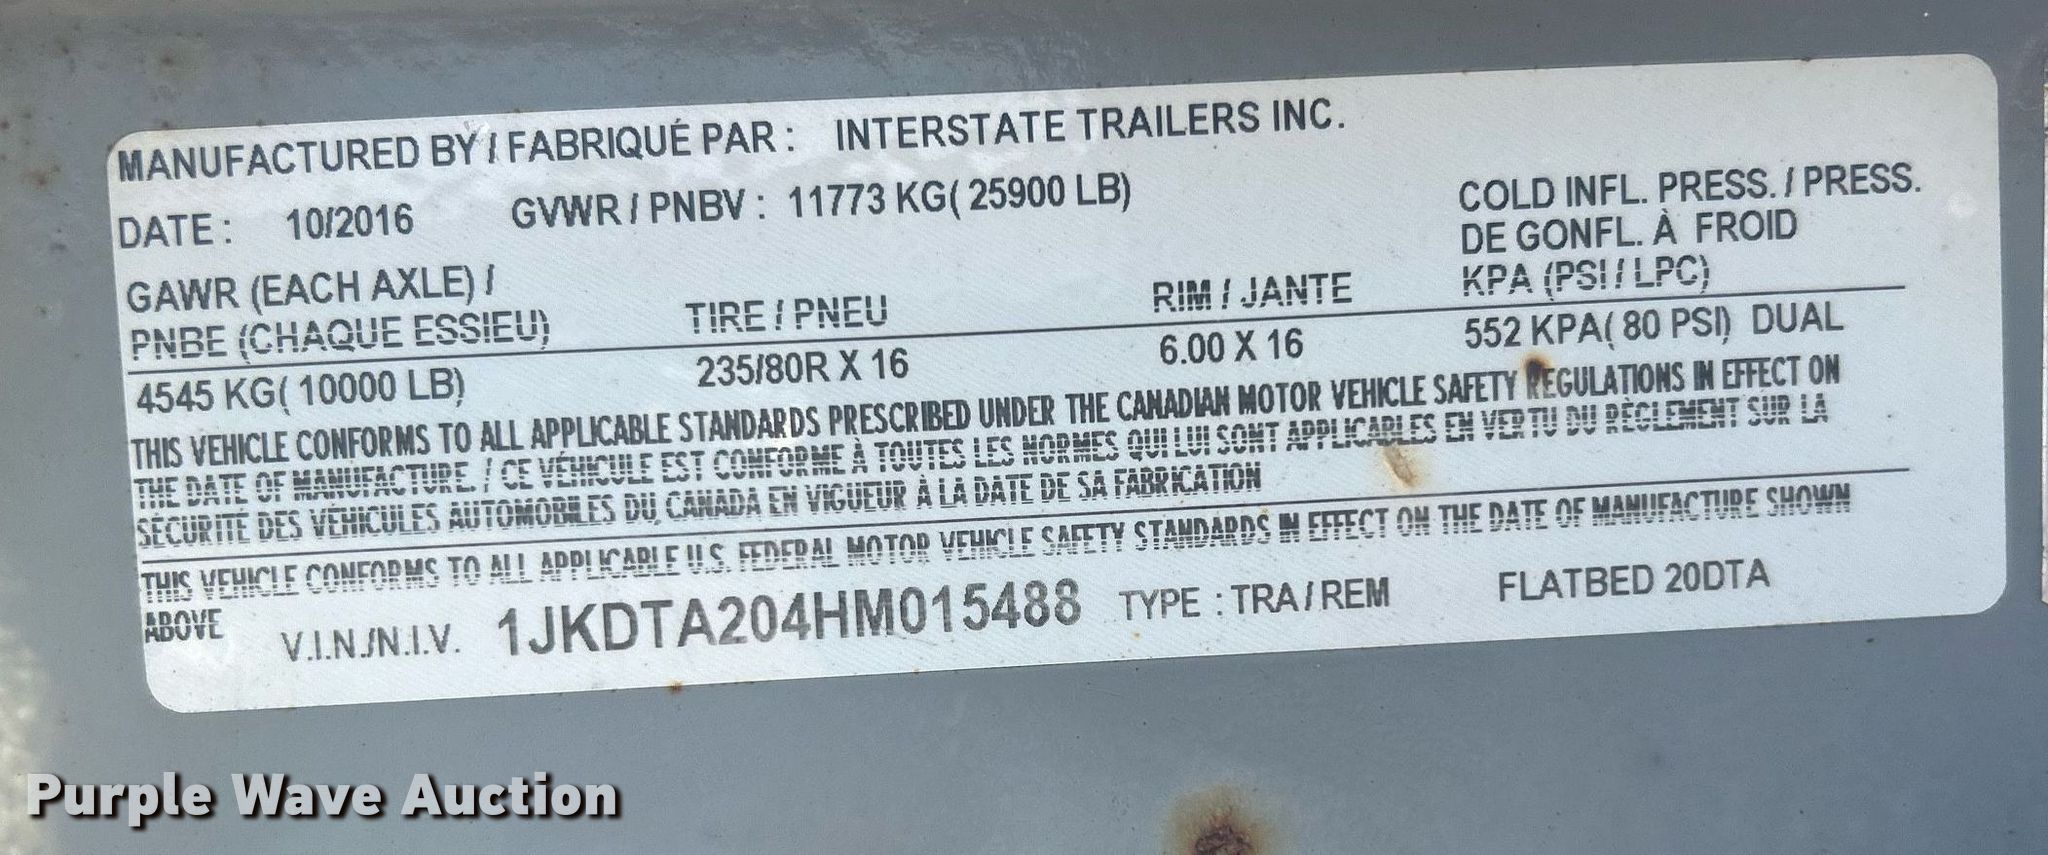 MANUFACTURED BY / FABRIQUÉ PAR : INTERSTATE TRAILERS INC.
DATE : 10/2016 GVWR / PNBV : 11773 KG( 25900 LB)
COLD INFL. PRESS. / PRESS.
DE GONFL. À FROID
KPA (PSI / LPC)
GAWR (EACH AXLE) /
PNBE (CHAQUE ESSIEU) TIRE / PNEU RIM / JANTE
4545 KG( 10000 LB) 235/80R X 16 6.00 X 16 552 KPA( 80 PSI) DUAL
THIS VEHICLE CONFORMS TO ALL APPLICABLE STANDARDS PRESCRIBED UNDER THE CANADIAN MOTOR VEHICLE SAFETY REGULATIONS IN EFFECT ON
THE DATE OF MANUFACTURE. / CE VÉHICULE EST CONFORME À TOUTES LES NORMES QUI LUI SONT APPLICABLES EN VERTU DU RÈGLEMENT SUR LA
SÉCURITÉ DES VÉHICULES AUTOMOBILES DU CANADA EN VIGUEUR À LA DATE DE SA FABRICATION
THIS VEHICLE CONFORMS TO ALL APPLICABLE U.S. FEDERAL MOTOR VEHICLE SAFETY STANDARDS IN EFFECT ON THE DATE OF MANUFACTURE SHOWN
ABOVE V.I.N./N.I.V. 1JKDTA204HM015488 TYPE : TRA / REM FLATBED 20DTA
Purple Wave Auction